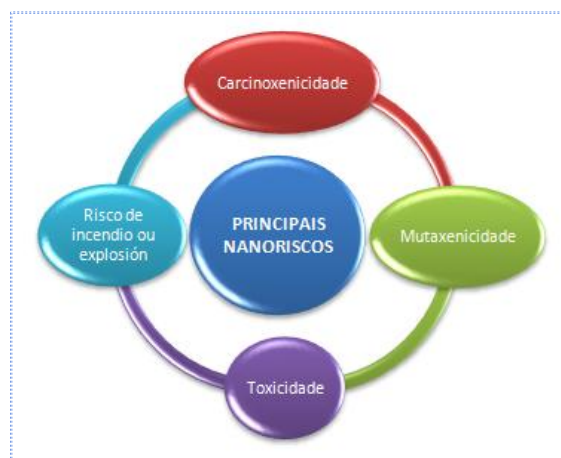 Carcinoxenicidade
Risco de
incendio ou
explosión
PRINCIPAIS
NANORISCOS
Mutaxenicidade
Toxicidade